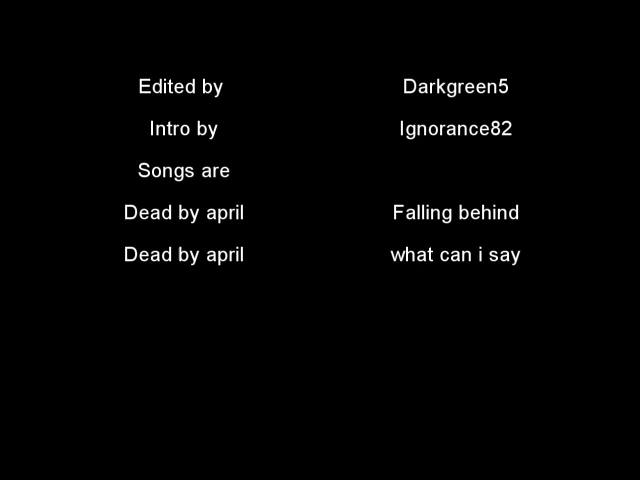 Edited by Darkgreen5
Intro by Ignorance82
Songs are
Dead by april Falling behind
Dead by april what can i say